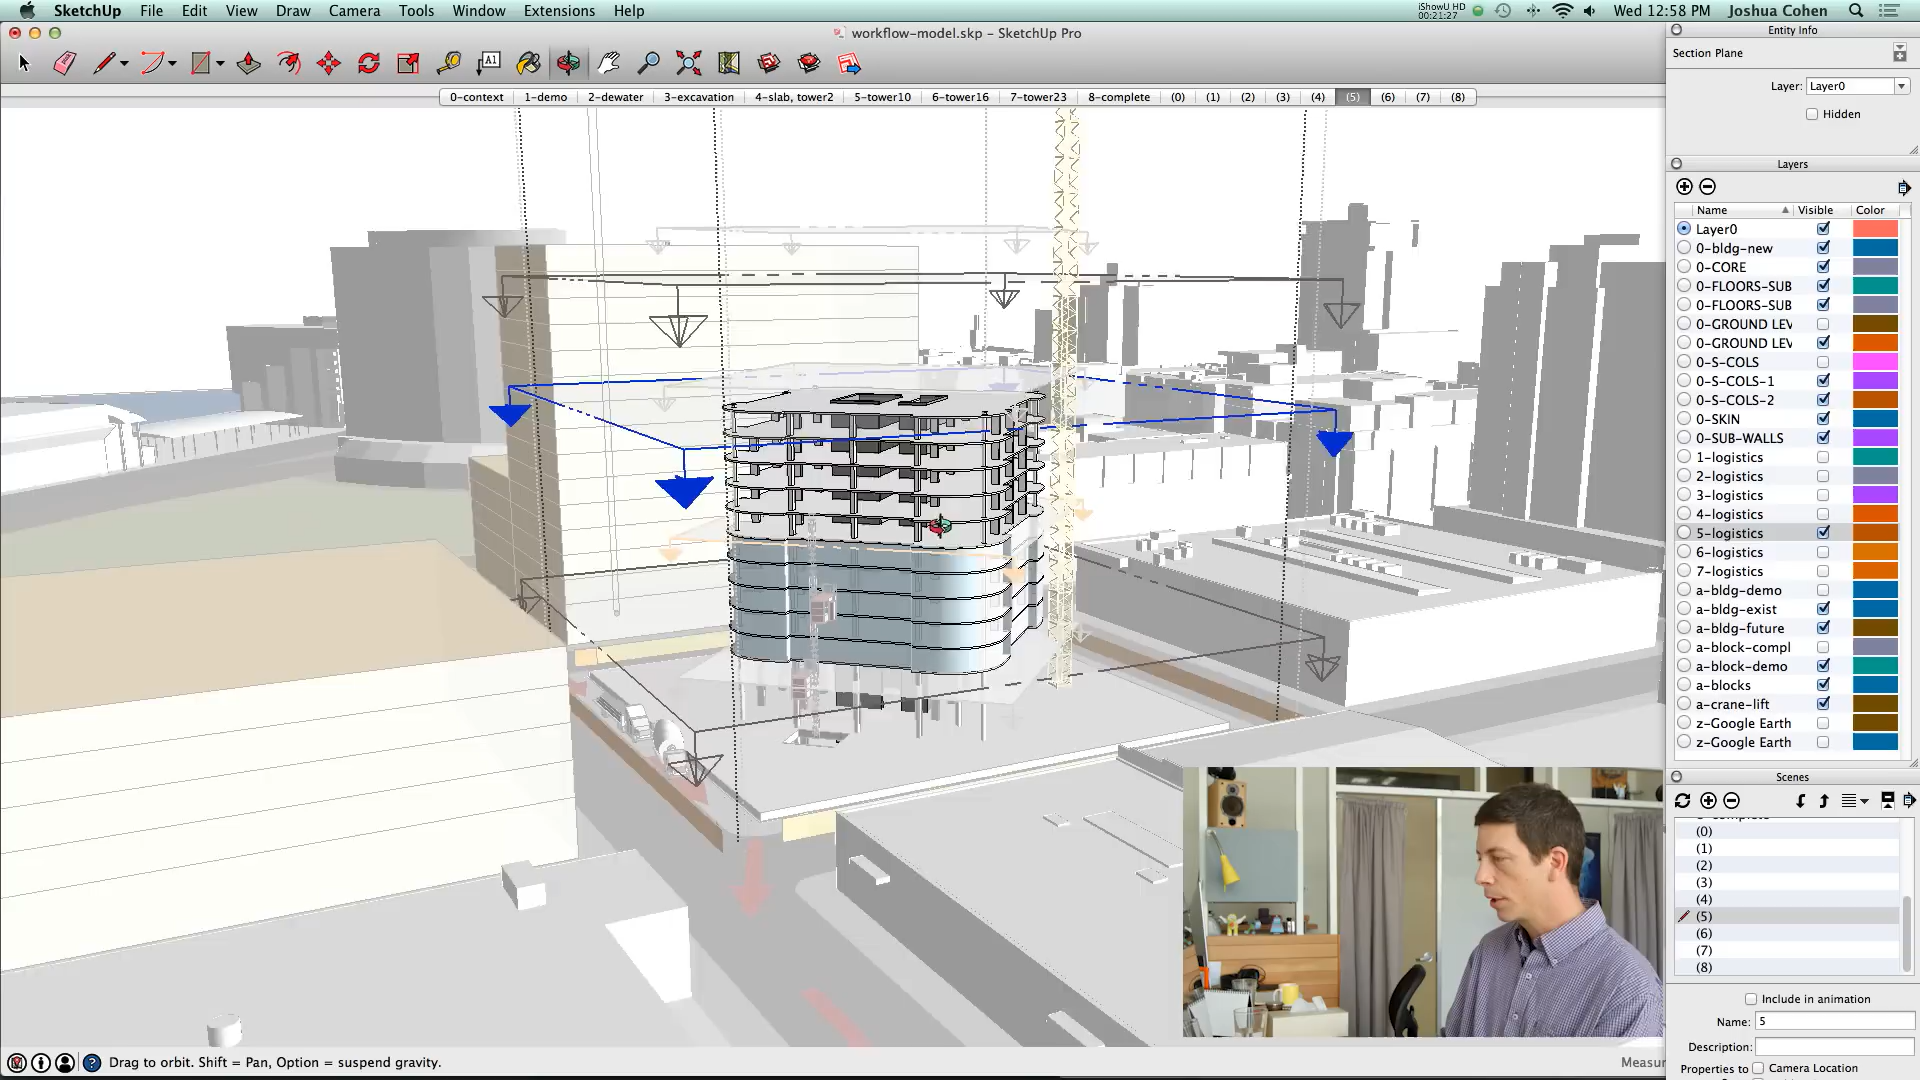 SketchUp File Edit View Draw Camera Tools Window Extensions Help iShowU HD 00:21:27 Wed 12:58 PM Joshua Cohen
workflow-model.skp - SketchUp Pro
A1
0-context 1-demo 2-dewater 3-excavation 4-slab, tower2 5-tower10 6-tower16 7-tower23 8-complete (0) (1) (2) (3) (4) (5) (6) (7) (8)
Entity Info
Section Plane
Layer: Layer0
Hidden
Layers
Name Visible Color
Layer0
0-bldg-new
0-CORE
0-FLOORS-SUB
0-FLOORS-SUB
0-GROUND LEV
0-GROUND LEV
0-S-COLS
0-S-COLS-1
0-S-COLS-2
0-SKIN
0-SUB-WALLS
1-logistics
2-logistics
3-logistics
4-logistics
5-logistics
6-logistics
7-logistics
a-bldg-demo
a-bldg-exist
a-bldg-future
a-block-compl
a-block-demo
a-blocks
a-crane-lift
z-Google Earth
z-Google Earth
Scenes
(0)
(1)
(2)
(3)
(4)
(5)
(6)
(7)
(8)
Include in animation
Name: 5
Description:
Properties to Camera Location
Drag to orbit. Shift = Pan, Option = suspend gravity.
Measur